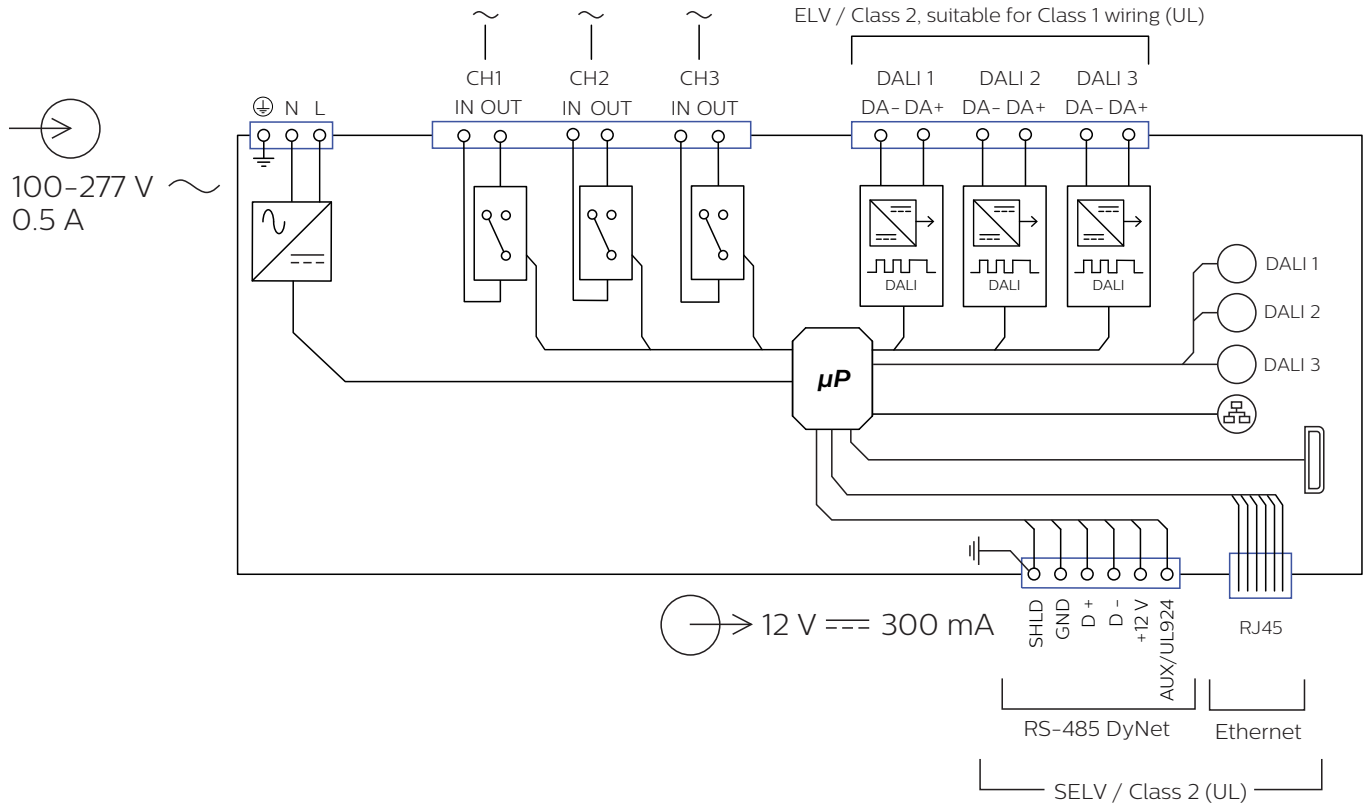 ELV / Class 2, suitable for Class 1 wiring (UL)
CH1 CH2 CH3 DALI 1 DALI 2 DALI 3
N L IN OUT IN OUT IN OUT DA- DA+ DA- DA+ DA- DA+
100-277 V
0.5 A
DALI DALI DALI
DALI 1
DALI 2
DALI 3
µP
SHLD
GND
D +
D -
+12 V
AUX/UL924
12 V 300 mA
RJ45
RS-485 DyNet Ethernet
SELV / Class 2 (UL)